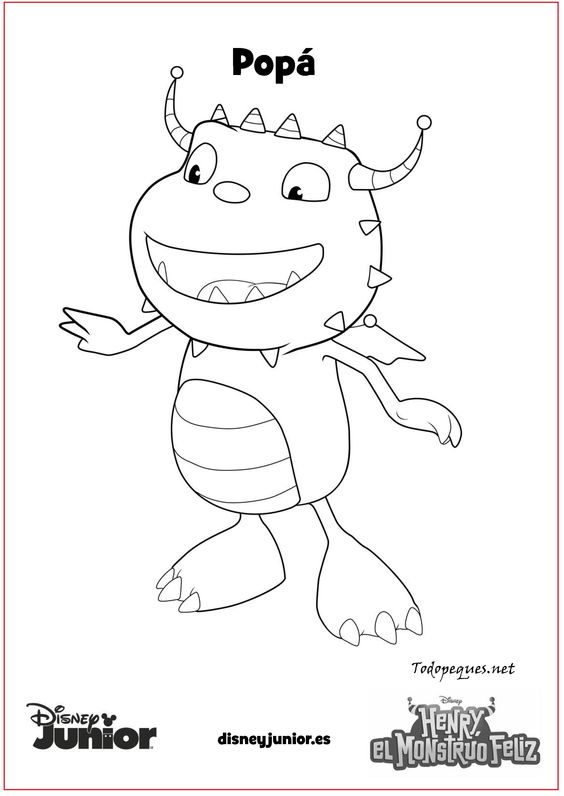 Popá
Todopeques.net
Disney
Junior
disneyjunior.es
Disney
HENRY,
EL MONSTRUO FELIZ